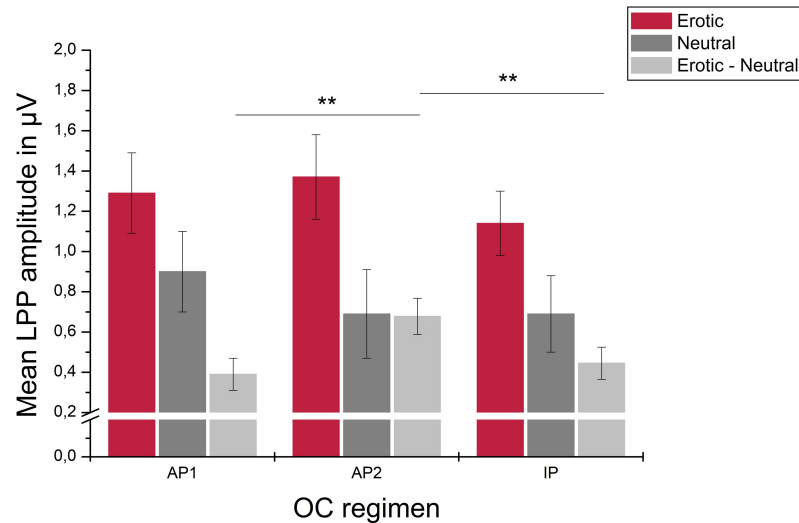 Erotic
Neutral
Erotic - Neutral
2,0
1,8
1,6
1,4
1,2
1,0
0,8
0,6
0,4
0,2
0,0
**
**
Mean LPP amplitude in µV
AP1 AP2 IP
OC regimen